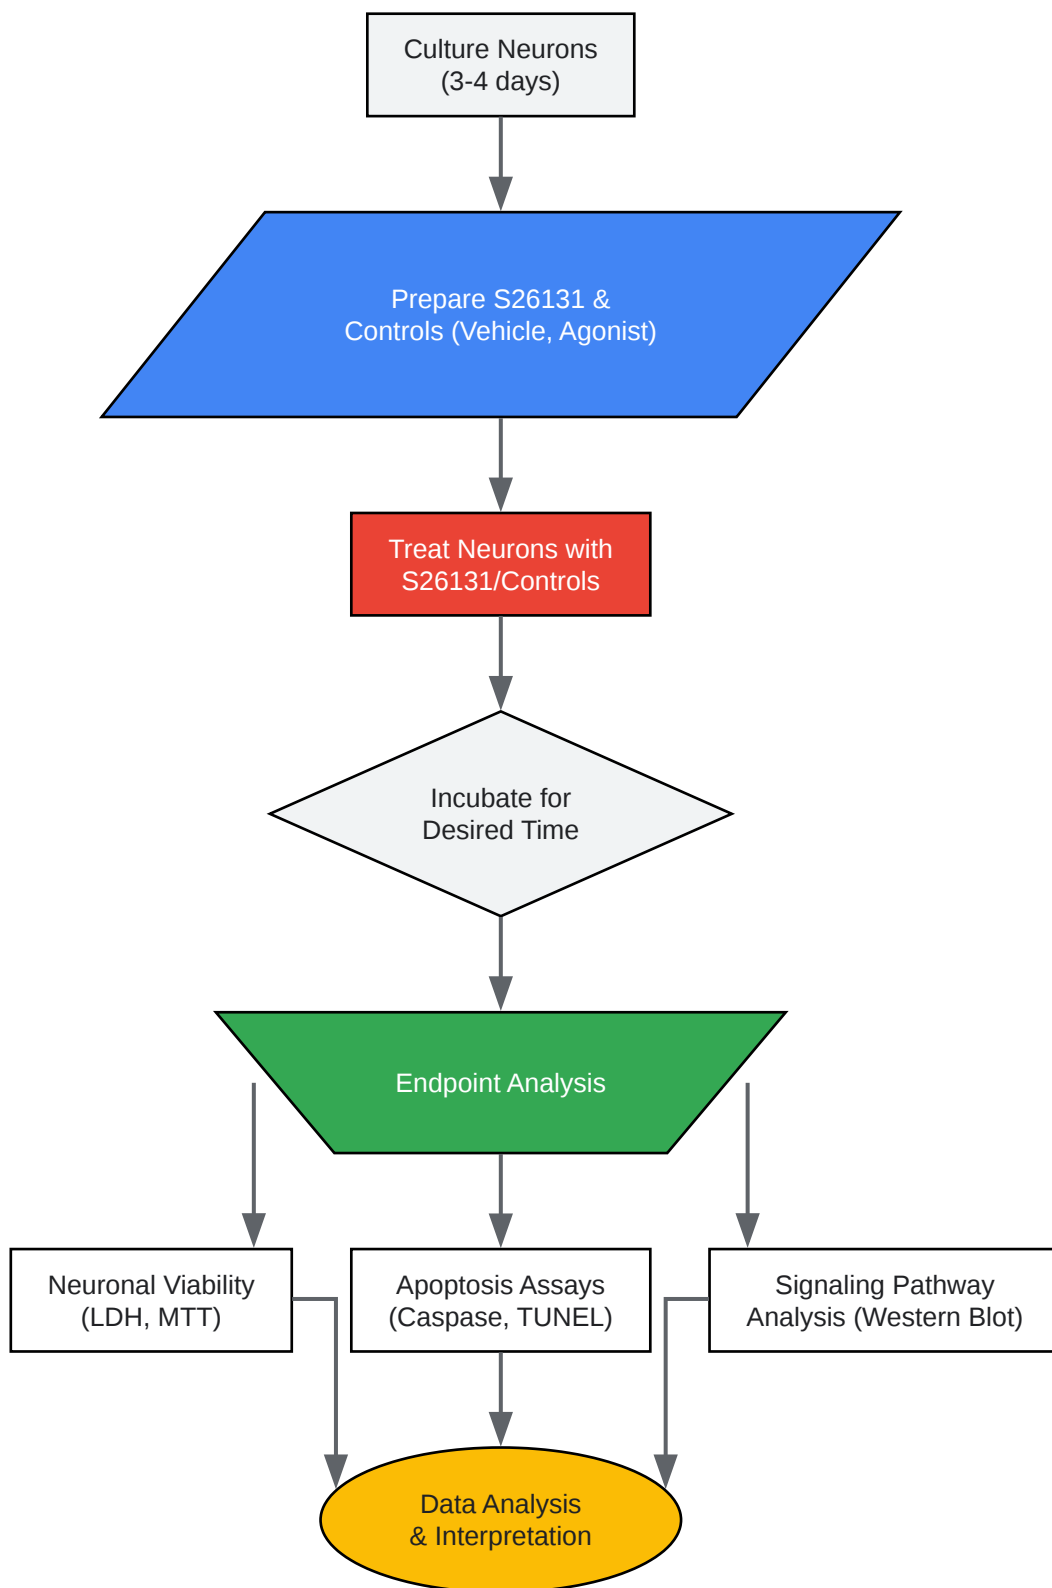 Culture Neurons
(3-4 days)
Prepare S26131 &
Controls (Vehicle, Agonist)
Treat Neurons with
S26131/Controls
Incubate for
Desired Time
Endpoint Analysis
Neuronal Viability
(LDH, MTT)
Apoptosis Assays
(Caspase, TUNEL)
Signaling Pathway
Analysis (Western Blot)
Data Analysis
& Interpretation